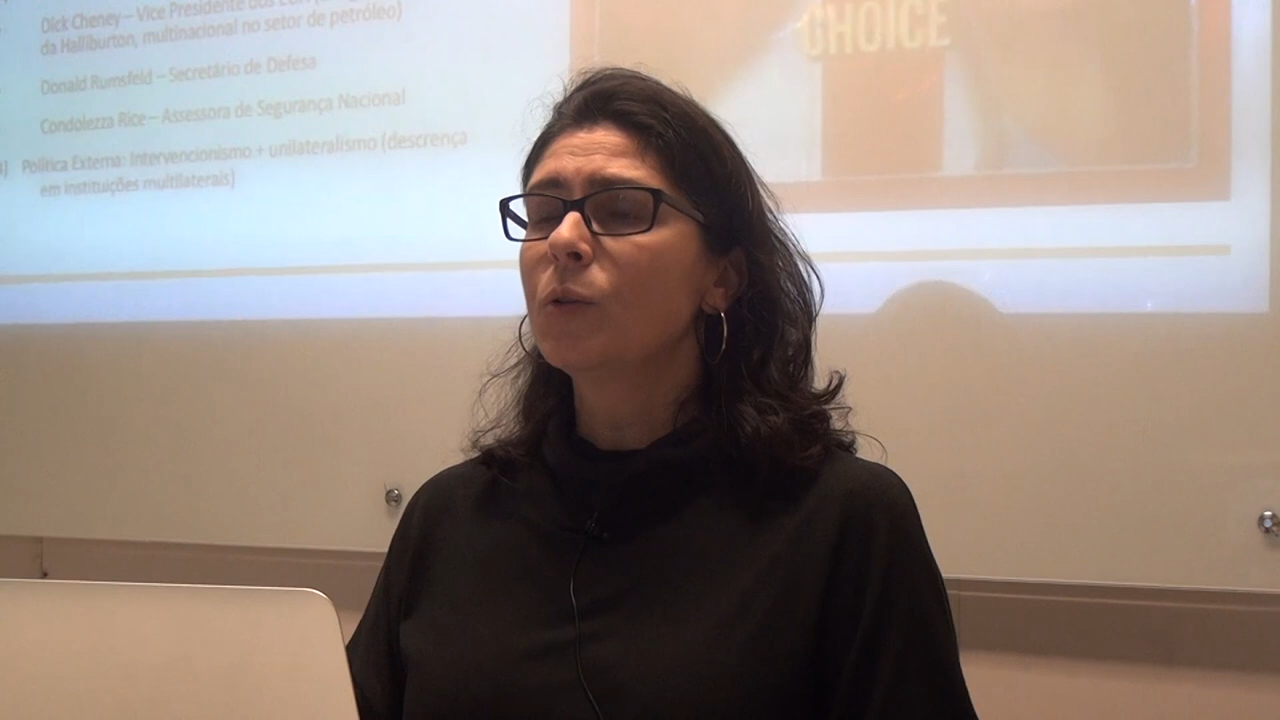 Dick Cheney – Vice Presidente dos EUA
da Halliburton, multinacional no setor de petróleo)
Donald Rumsfeld – Secretário de Defesa
Condolezza Rice – Assessora de Segurança Nacional
Política Externa: Intervencionismo + unilateralismo (descrença
em instituições multilaterais)
CHOICE